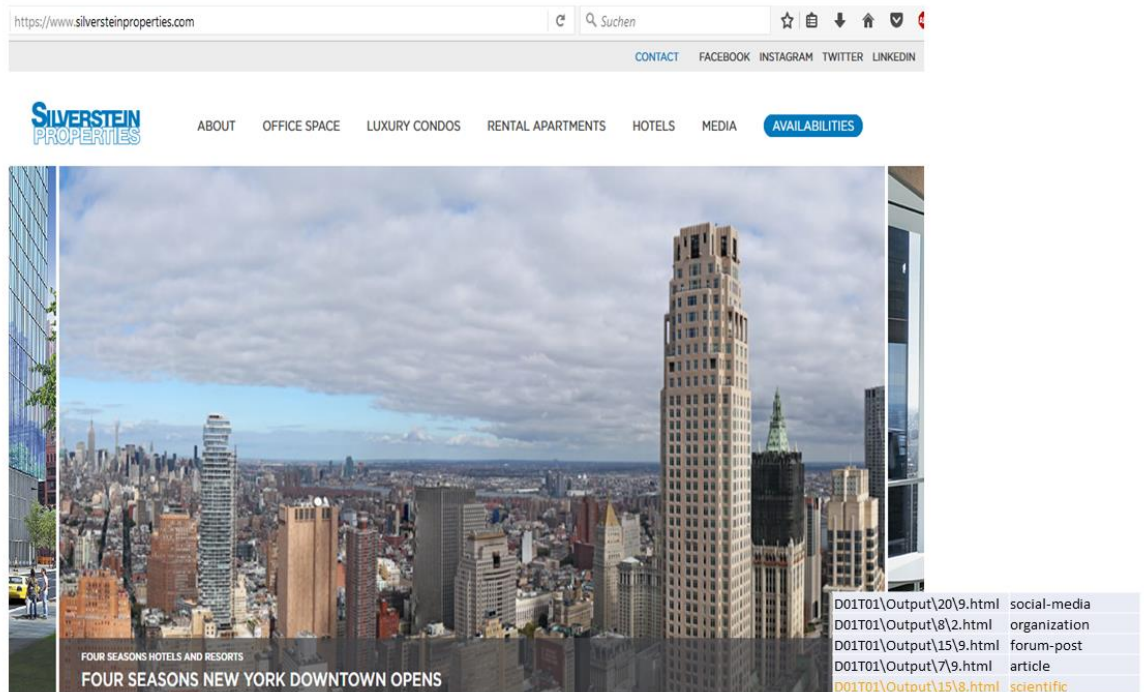 https://www.silversteinproperties.com
Suchen
CONTACT FACEBOOK INSTAGRAM TWITTER LINKEDIN
SILVERSTEIN
PROPERTIES
ABOUT OFFICE SPACE LUXURY CONDOS RENTAL APARTMENTS HOTELS MEDIA AVAILABILITIES
FOUR SEASONS HOTELS AND RESORTS
FOUR SEASONS NEW YORK DOWNTOWN OPENS
D01T01\Output\20\9.html social-media
D01T01\Output\8\2.html organization
D01T01\Output\15\9.html forum-post
D01T01\Output\7\9.html article
D01T01\Output\15\8.html scientific